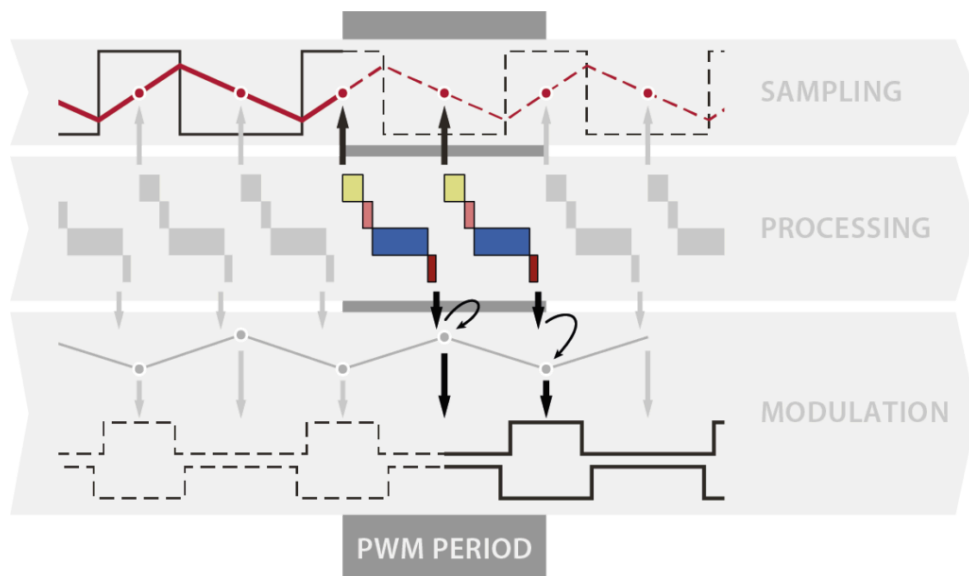 SAMPLING
PROCESSING
MODULATION
PWM PERIOD